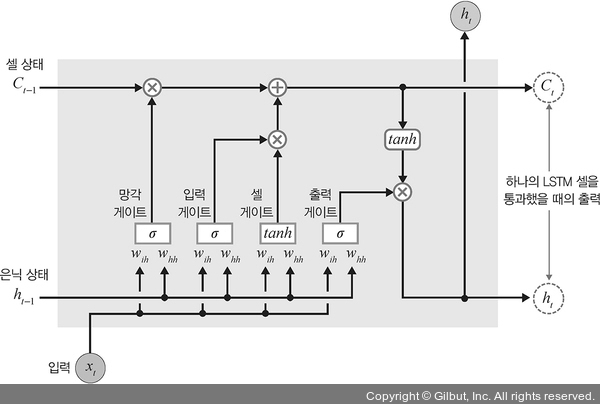 h_t
셀 상태
C_{t-1}
C_t
tanh
하나의 LSTM 셀을
통과했을 때의 출력
망각 게이트
입력 게이트
셀 게이트
출력 게이트
σ σ tanh σ
w_{ih} w_{hh} w_{ih} w_{hh} w_{ih} w_{hh} w_{ih} w_{hh}
은닉 상태
h_{t-1}
h_t
입력 x_t
Copyright © Gilbut, Inc. All rights reserved.